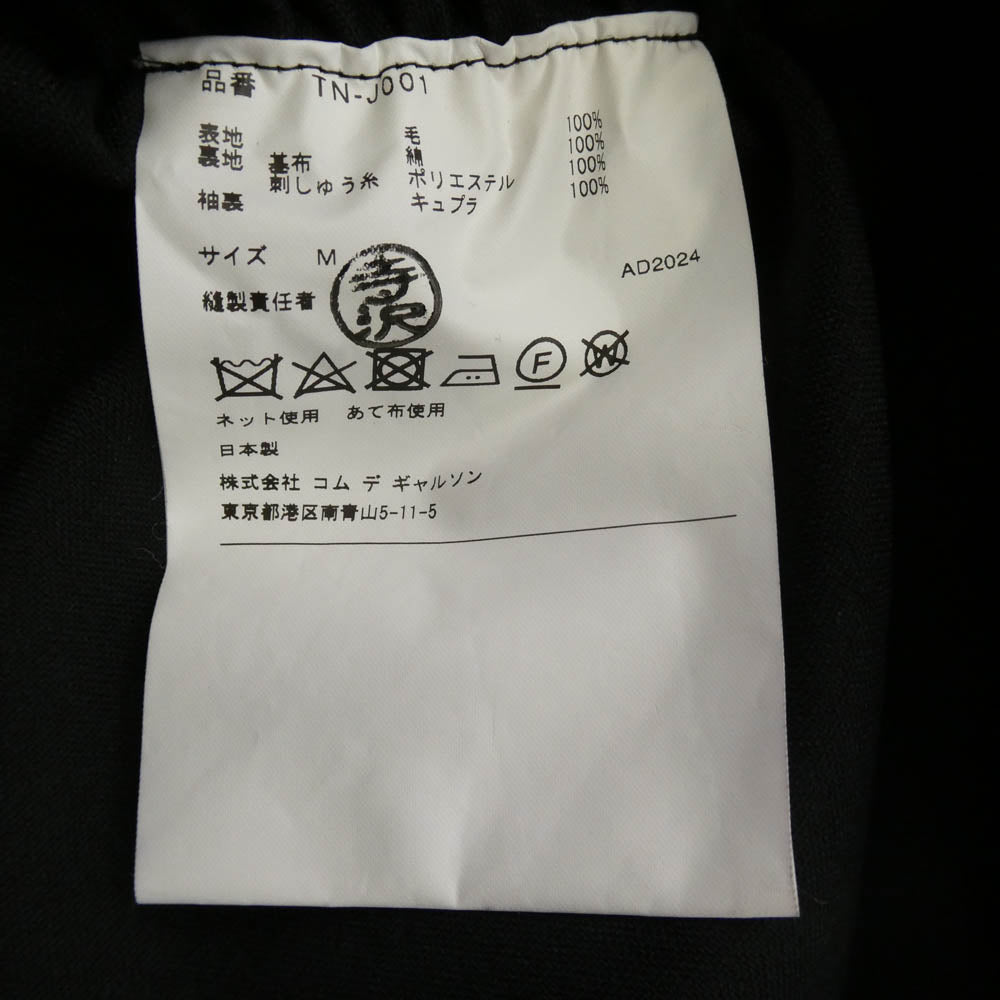 品番 TN-J001
表地 毛 100%
裏地 基布 綿 100%
刺しゅう糸 ポリエステル 100%
袖裏 キュプラ 100%
サイズ M
AD2024
縫製責任者 寺沢
F W
ネット使用 あて布使用
日本製
株式会社 コム デ ギャルソン
東京都港区南青山5-11-5